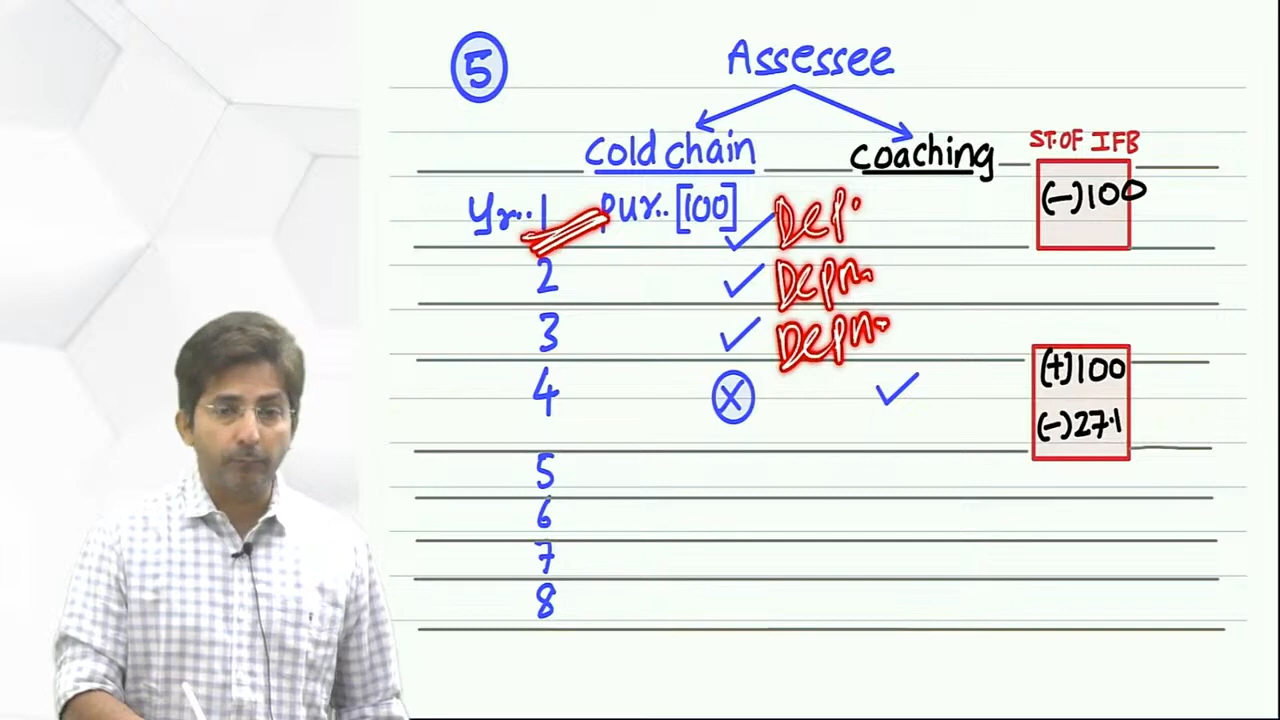 5 Assessee
Cold chain Coaching ST. OF IFB
Yr.. 1 Pur.. [100] ✓ Dep. (-)100
2 ✓ Depn.
3 ✓ Depn.
4 X ✓ (+)100
(-)27.1
5
6
7
8